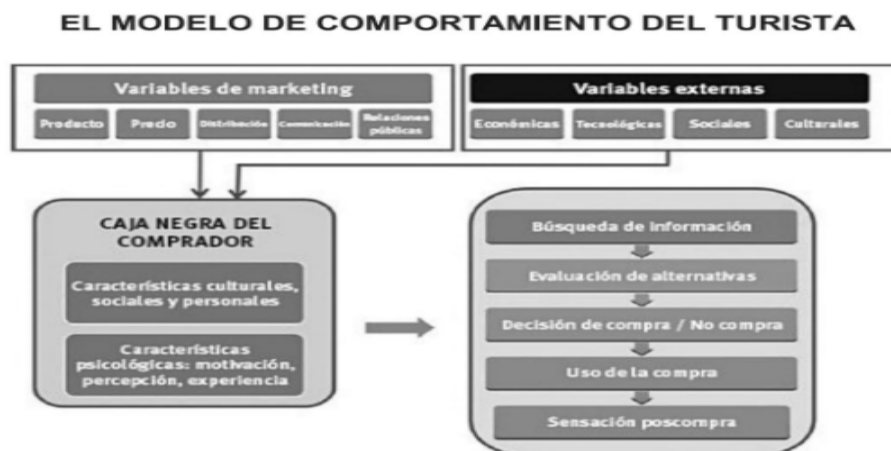 EL MODELO DE COMPORTAMIENTO DEL TURISTA
Variables de marketing
Producto
Precio
Distribución
Comunicación
Relaciones
públicas
Variables externas
Económicas
Tecnológicas
Sociales
Culturales
CAJA NEGRA DEL
COMPRADOR
Características culturales,
sociales y personales
Características
psicológicas: motivación,
percepción, experiencia
Búsqueda de información
Evaluación de alternativas
Decisión de compra / No compra
Uso de la compra
Sensación poscompra